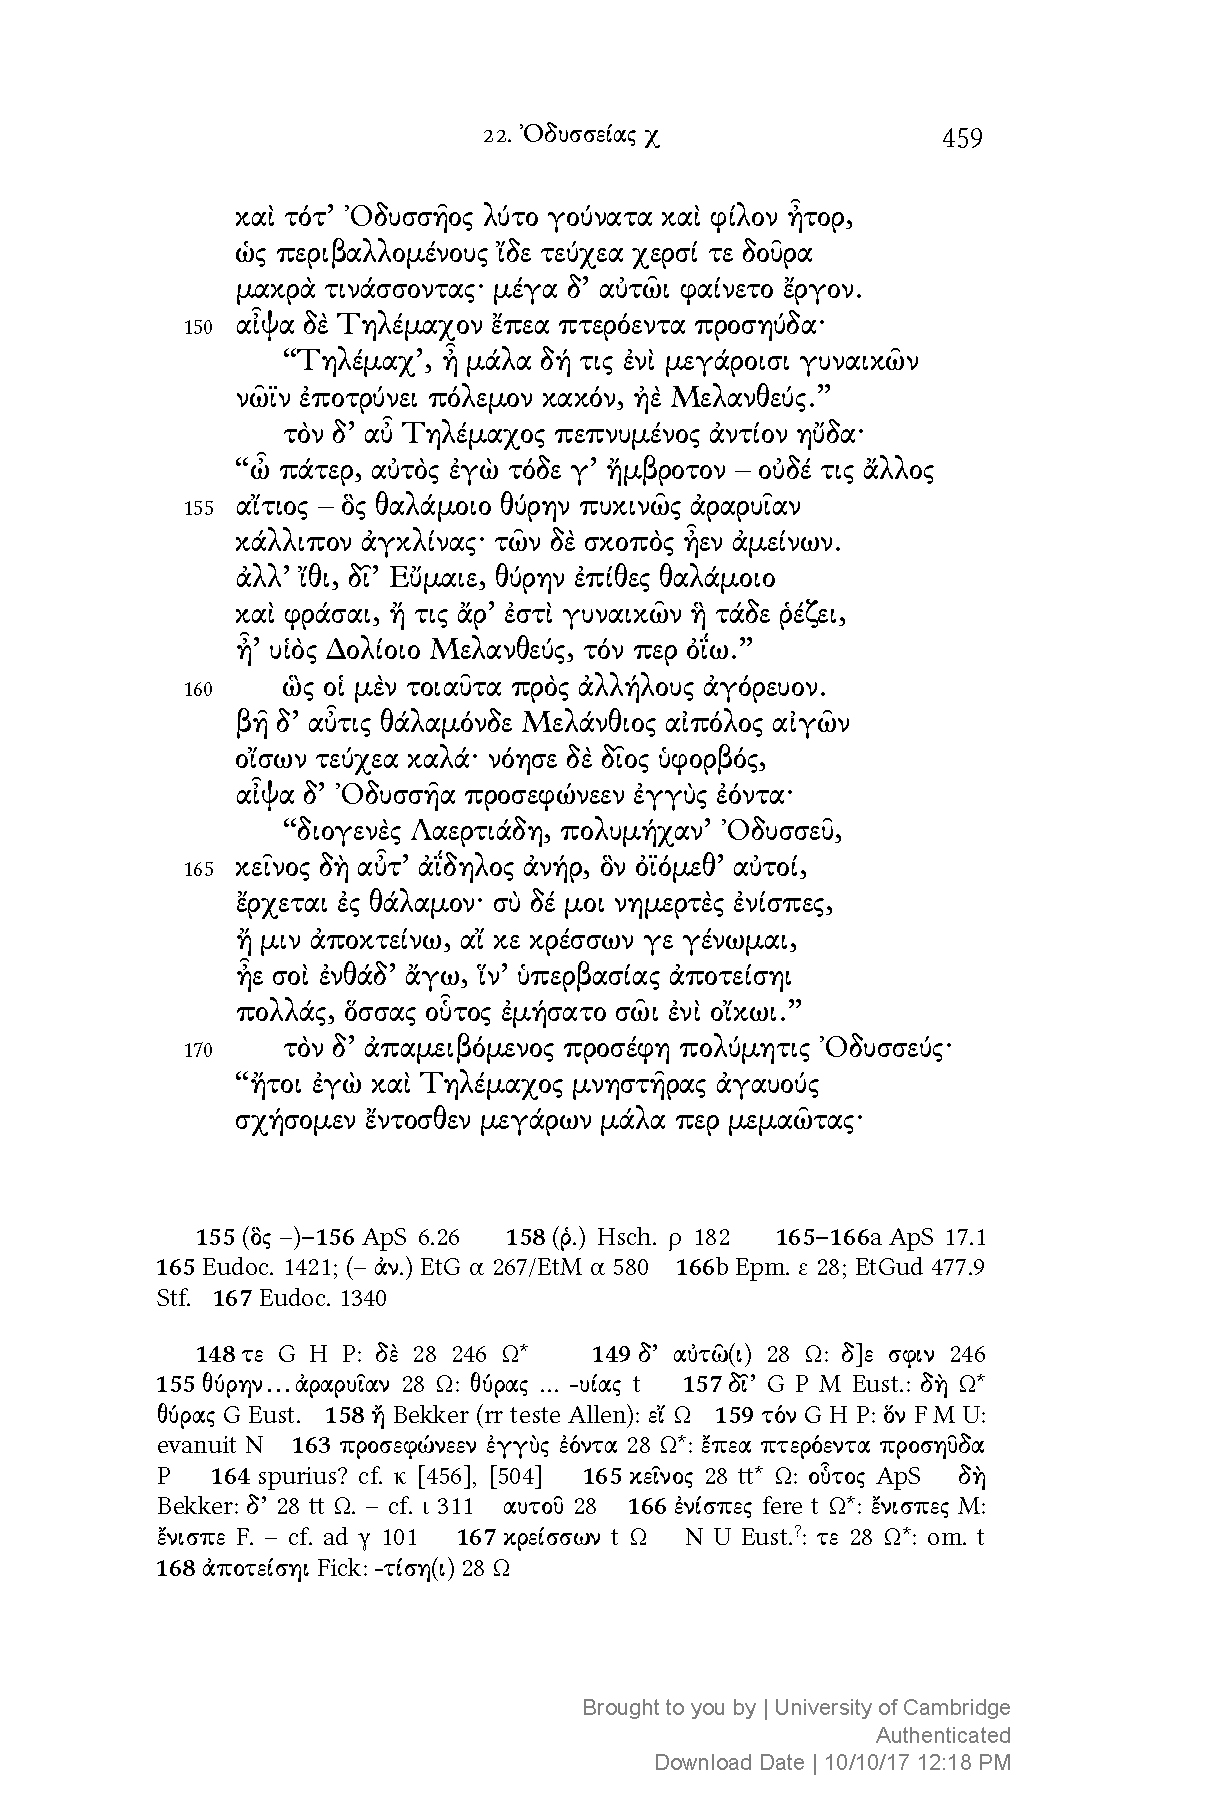 22. Ὀδυσσείας χ 459
καὶ τότ’ Ὀδυσσῆος λύτο γούνατα καὶ φίλον ἦτορ,
ὡς περιβαλλομένους ἴδε τεύχεα χερσί τε δοῦρα
μακρὰ τινάσσοντας· μέγα δ’ αὐτῶι φαίνετο ἔργον.
150 αἶψα δὲ Τηλέμαχον ἔπεα πτερόεντα προσηύδα·
“Τηλέμαχ’, ἦ μάλα δή τις ἐνὶ μεγάροισι γυναικῶν
νῶϊν ἐποτρύνει πόλεμον κακόν, ἠὲ Μελανθεύς.”
τὸν δ’ αὖ Τηλέμαχος πεπνυμένος ἀντίον ηὔδα·
“ὦ πάτερ, αὐτὸς ἐγὼ τόδε γ’ ἤμβροτον – οὐδέ τις ἄλλος
155 αἴτιος – ὃς θαλάμοιο θύρην πυκινῶς ἀραρυῖαν
κάλλιπον ἀγκλίνας· τῶν δὲ σκοπὸς ἦεν ἀμείνων.
ἀλλ’ ἴθι, δῖ’ Εὔμαιε, θύρην ἐπίθες θαλάμοιο
καὶ φράσαι, ἤ τις ἄρ’ ἐστὶ γυναικῶν ἣ τάδε ῥέζει,
ἦ’ υἱὸς Δολίοιο Μελανθεύς, τόν περ ὀΐω.”
160 ὣς οἱ μὲν τοιαῦτα πρὸς ἀλλήλους ἀγόρευον.
βῆ δ’ αὖτις θάλαμόνδε Μελάνθιος αἰπόλος αἰγῶν
οἴσων τεύχεα καλά· νόησε δὲ δῖος ὑφορβός,
αἶψα δ’ Ὀδυσσῆα προσεφώνεεν ἐγγὺς ἐόντα·
“διογενὲς Λαερτιάδη, πολυμήχαν’ Ὀδυσσεῦ,
165 κεῖνος δὴ αὖτ’ ἀΐδηλος ἀνήρ, ὃν ὀϊόμεθ’ αὐτοί,
ἔρχεται ἐς θάλαμον· σὺ δέ μοι νημερτὲς ἐνίσπες,
ἤ μιν ἀποκτείνω, αἴ κε κρέσσων γε γένωμαι,
ἦε σοὶ ἐνθάδ’ ἄγω, ἵν’ ὑπερβασίας ἀποτείσηι
πολλάς, ὅσσας οὗτος ἐμήσατο σῶι ἐνὶ οἴκωι.”
170 τὸν δ’ ἀπαμειβόμενος προσέφη πολύμητις Ὀδυσσεύς·
“ἤτοι ἐγὼ καὶ Τηλέμαχος μνηστῆρας ἀγαυούς
σχήσομεν ἔντοσθεν μεγάρων μάλα περ μεμαῶτας·
155 (ὃς –)–156 ApS 6.26 158 (ῥ.) Hsch. ρ 182 165–166a ApS 17.1
165 Eudoc. 1421; (– ἀν.) EtG α 267/EtM α 580 166b Epm. ε 28; EtGud 477.9
Stf. 167 Eudoc. 1340
148 τε G H P: δὲ 28 246 Ω* 149 δ’ αὐτῶ(ι) 28 Ω: δ]ε σφιν 246
155 θύρην…ἀραρυῖαν 28 Ω: θύρας … -υίας t 157 δῖ’ G P M Eust.: δὴ Ω*
θύρας G Eust. 158 ἤ Bekker (rr teste Allen): εἴ Ω 159 τόν G H P: ὅν F M U:
evanuit N 163 προσεφώνεεν ἐγγὺς ἐόντα 28 Ω*: ἔπεα πτερόεντα προσηῦδα
P 164 spurius? cf. κ [456], [504] 165 κεῖνος 28 tt* Ω: οὗτος ApS δὴ
Bekker: δ’ 28 tt Ω. – cf. ι 311 αυτοῦ 28 166 ἐνίσπες fere t Ω*: ἔνισπες M:
ἔνισπε F. – cf. ad γ 101 167 κρείσσων t Ω N U Eust.?: τε 28 Ω*: om. t
168 ἀποτείσηι Fick: -τίση(ι) 28 Ω
Brought to you by | University of Cambridge
Authenticated
Download Date | 10/10/17 12:18 PM